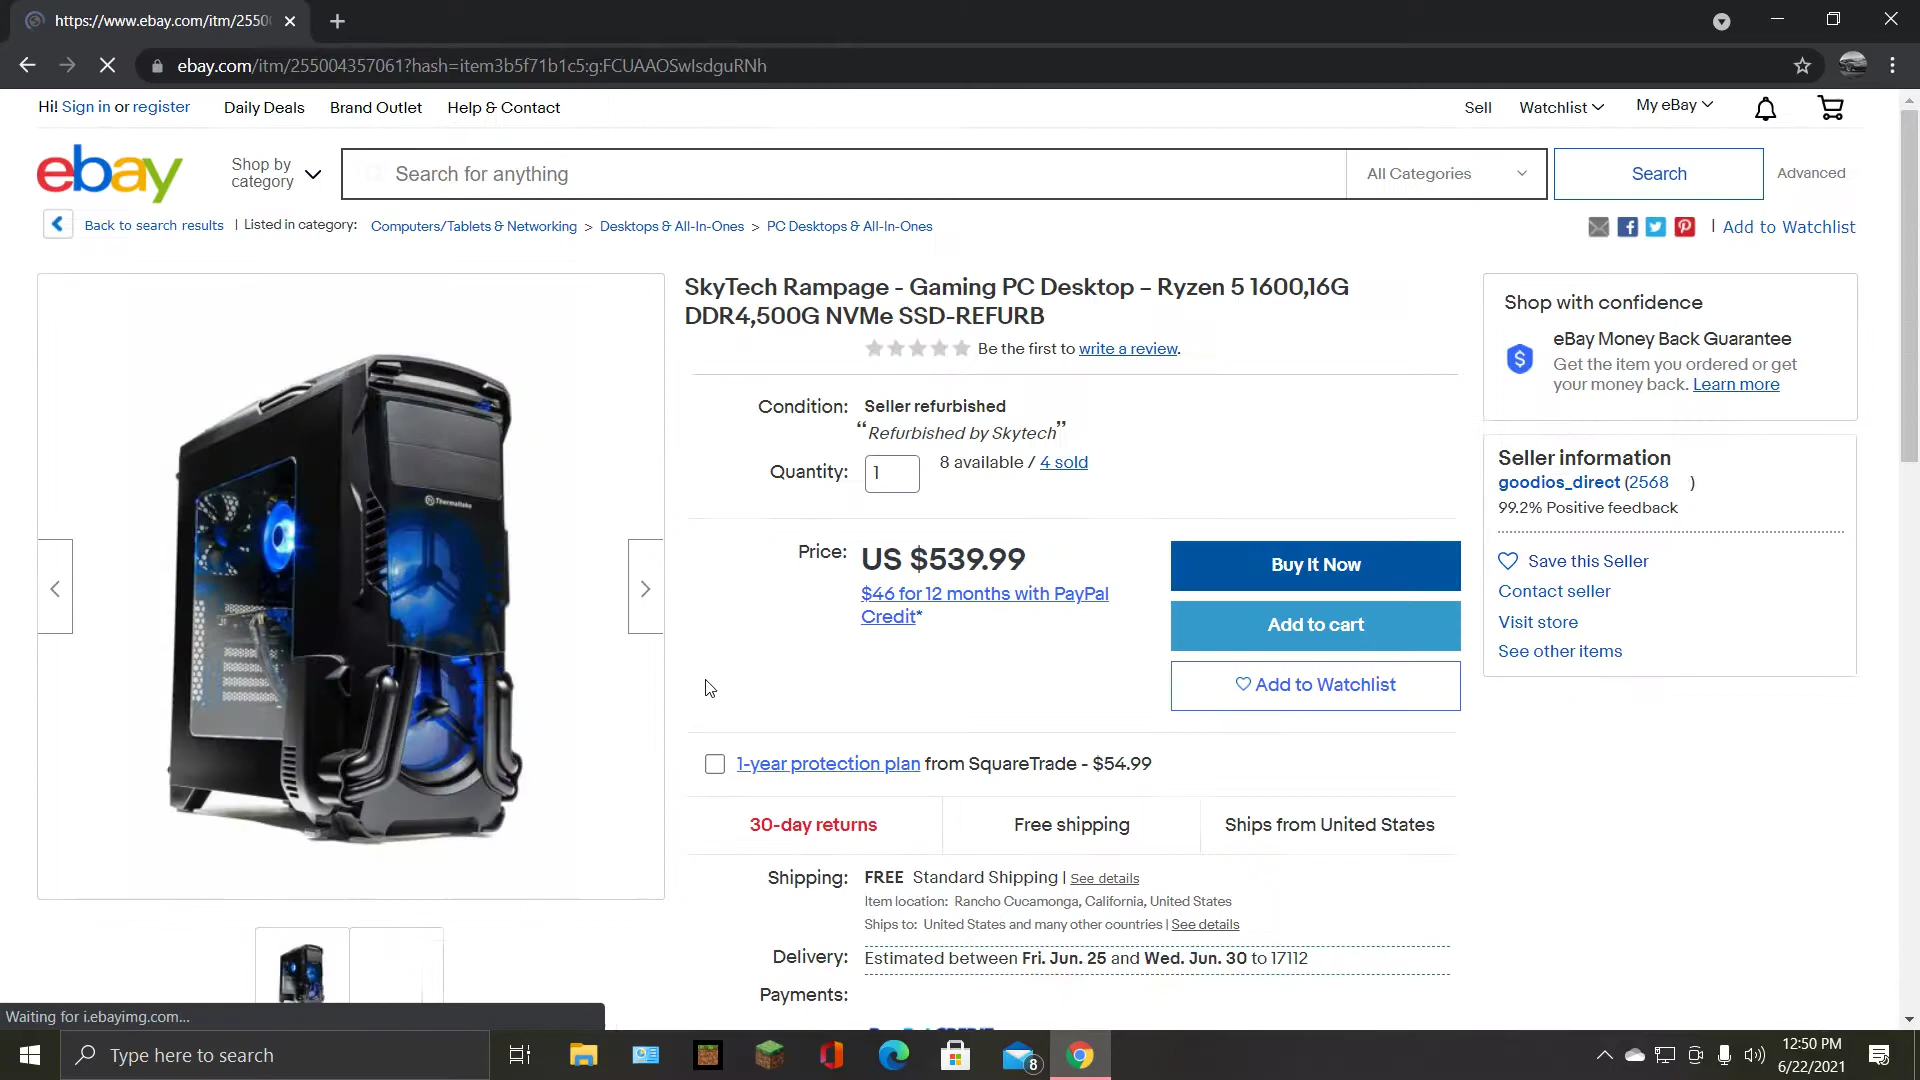 https://www.ebay.com/itm/2550
ebay.com/itm/255004357061?hash=item3b5f71b1c5:g:FCUAAOSwlsdguRNh
Hi! Sign in or register Daily Deals Brand Outlet Help & Contact Sell Watchlist My eBay
ebay Shop by category Search for anything All Categories Search Advanced
Back to search results | Listed in category: Computers/Tablets & Networking > Desktops & All-In-Ones > PC Desktops & All-In-Ones | Add to Watchlist
SkyTech Rampage - Gaming PC Desktop – Ryzen 5 1600,16G
DDR4,500G NVMe SSD-REFURB
Be the first to write a review.
Condition: Seller refurbished
“Refurbished by Skytech”
Quantity: 1 8 available / 4 sold
Price: US $539.99
$46 for 12 months with PayPal
Credit*
Buy It Now
Add to cart
Add to Watchlist
1-year protection plan from SquareTrade - $54.99
30-day returns Free shipping Ships from United States
Shipping: FREE Standard Shipping | See details
Item location: Rancho Cucamonga, California, United States
Ships to: United States and many other countries | See details
Delivery: Estimated between Fri. Jun. 25 and Wed. Jun. 30 to 17112
Payments:
CREDIT
Shop with confidence
eBay Money Back Guarantee
Get the item you ordered or get
your money back. Learn more
Seller information
goodios_direct (2568 )
99.2% Positive feedback
Save this Seller
Contact seller
Visit store
See other items
Thermaltake
Waiting for i.ebayimg.com...
Type here to search
8
12:50 PM
6/22/2021